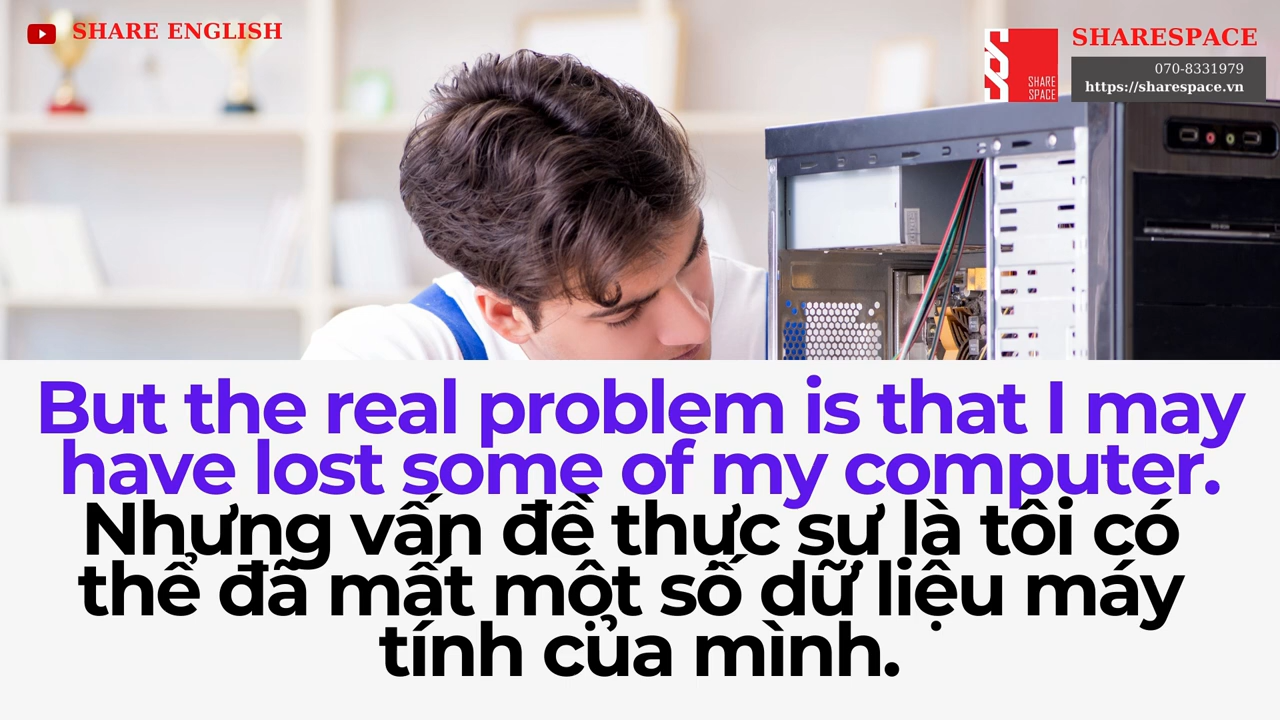 SHARE ENGLISH
SHARESPACE
070-8331979
https://sharespace.vn
SHARE
SPACE
But the real problem is that I may
have lost some of my computer.
Nhưng vấn đề thực sự là tôi có
thể đã mất một số dữ liệu máy
tính của mình.